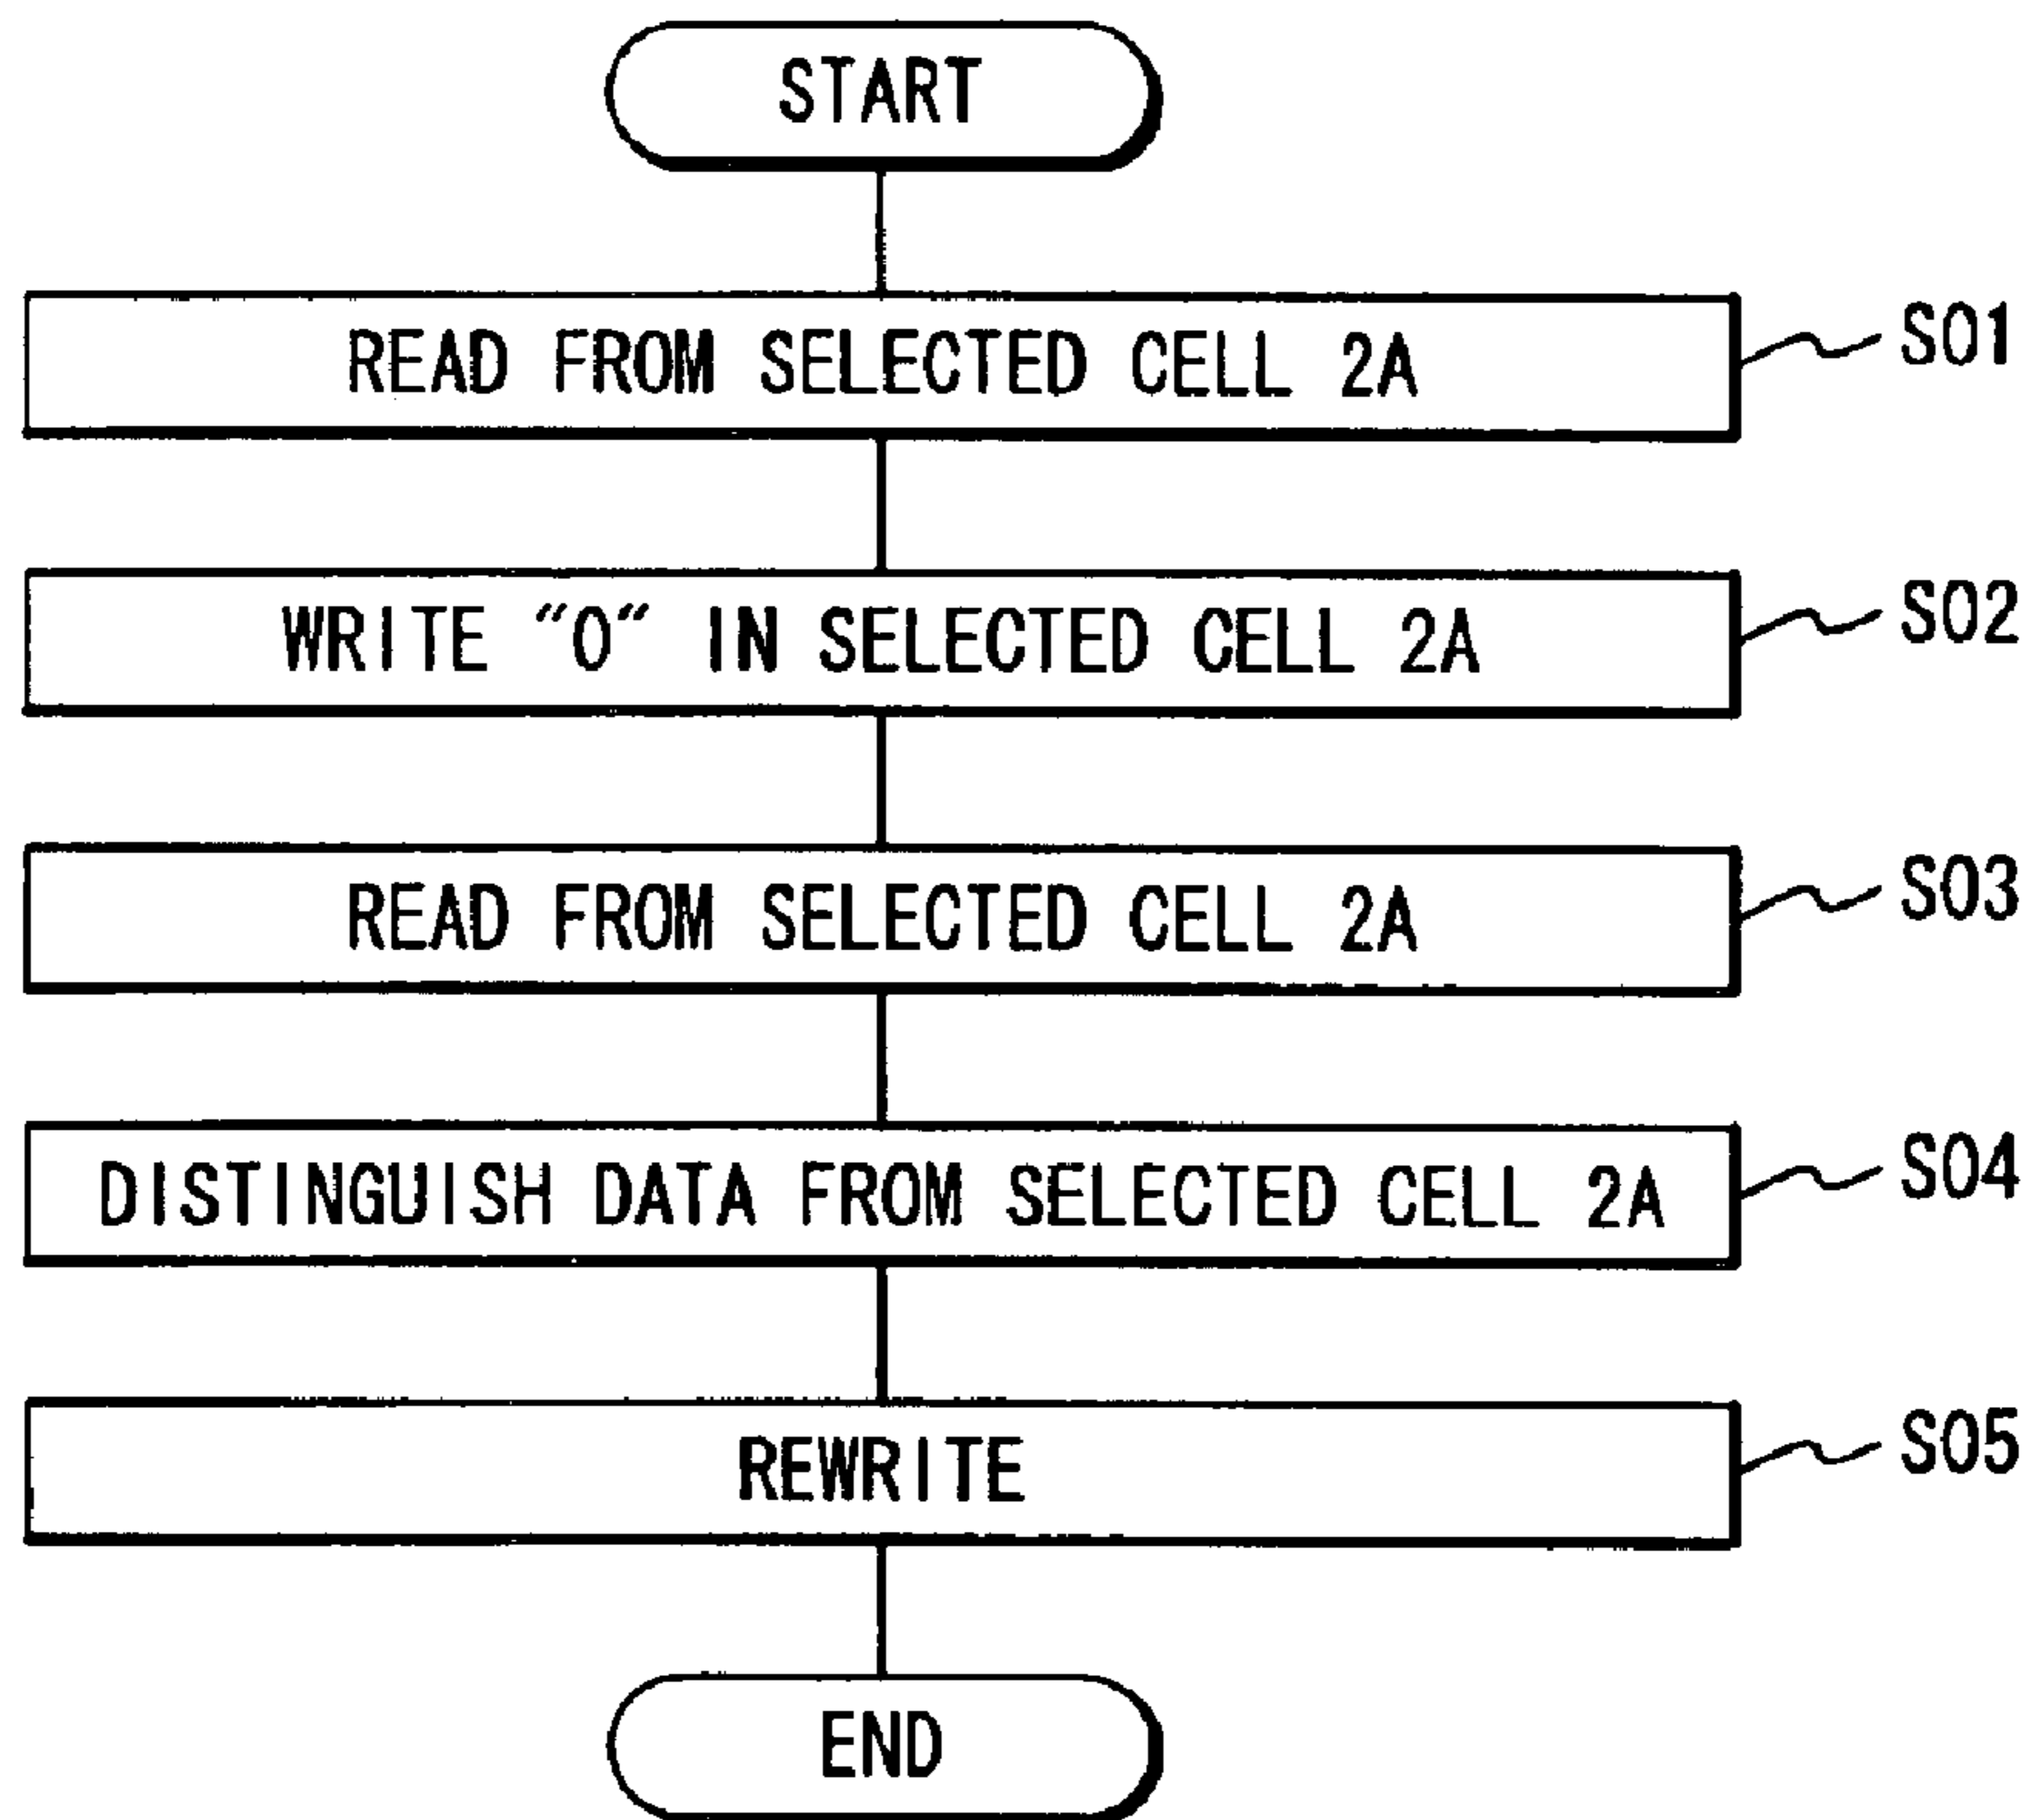 START
READ FROM SELECTED CELL 2A
S01
WRITE "0" IN SELECTED CELL 2A
S02
READ FROM SELECTED CELL 2A
S03
DISTINGUISH DATA FROM SELECTED CELL 2A
S04
REWRITE
S05
END